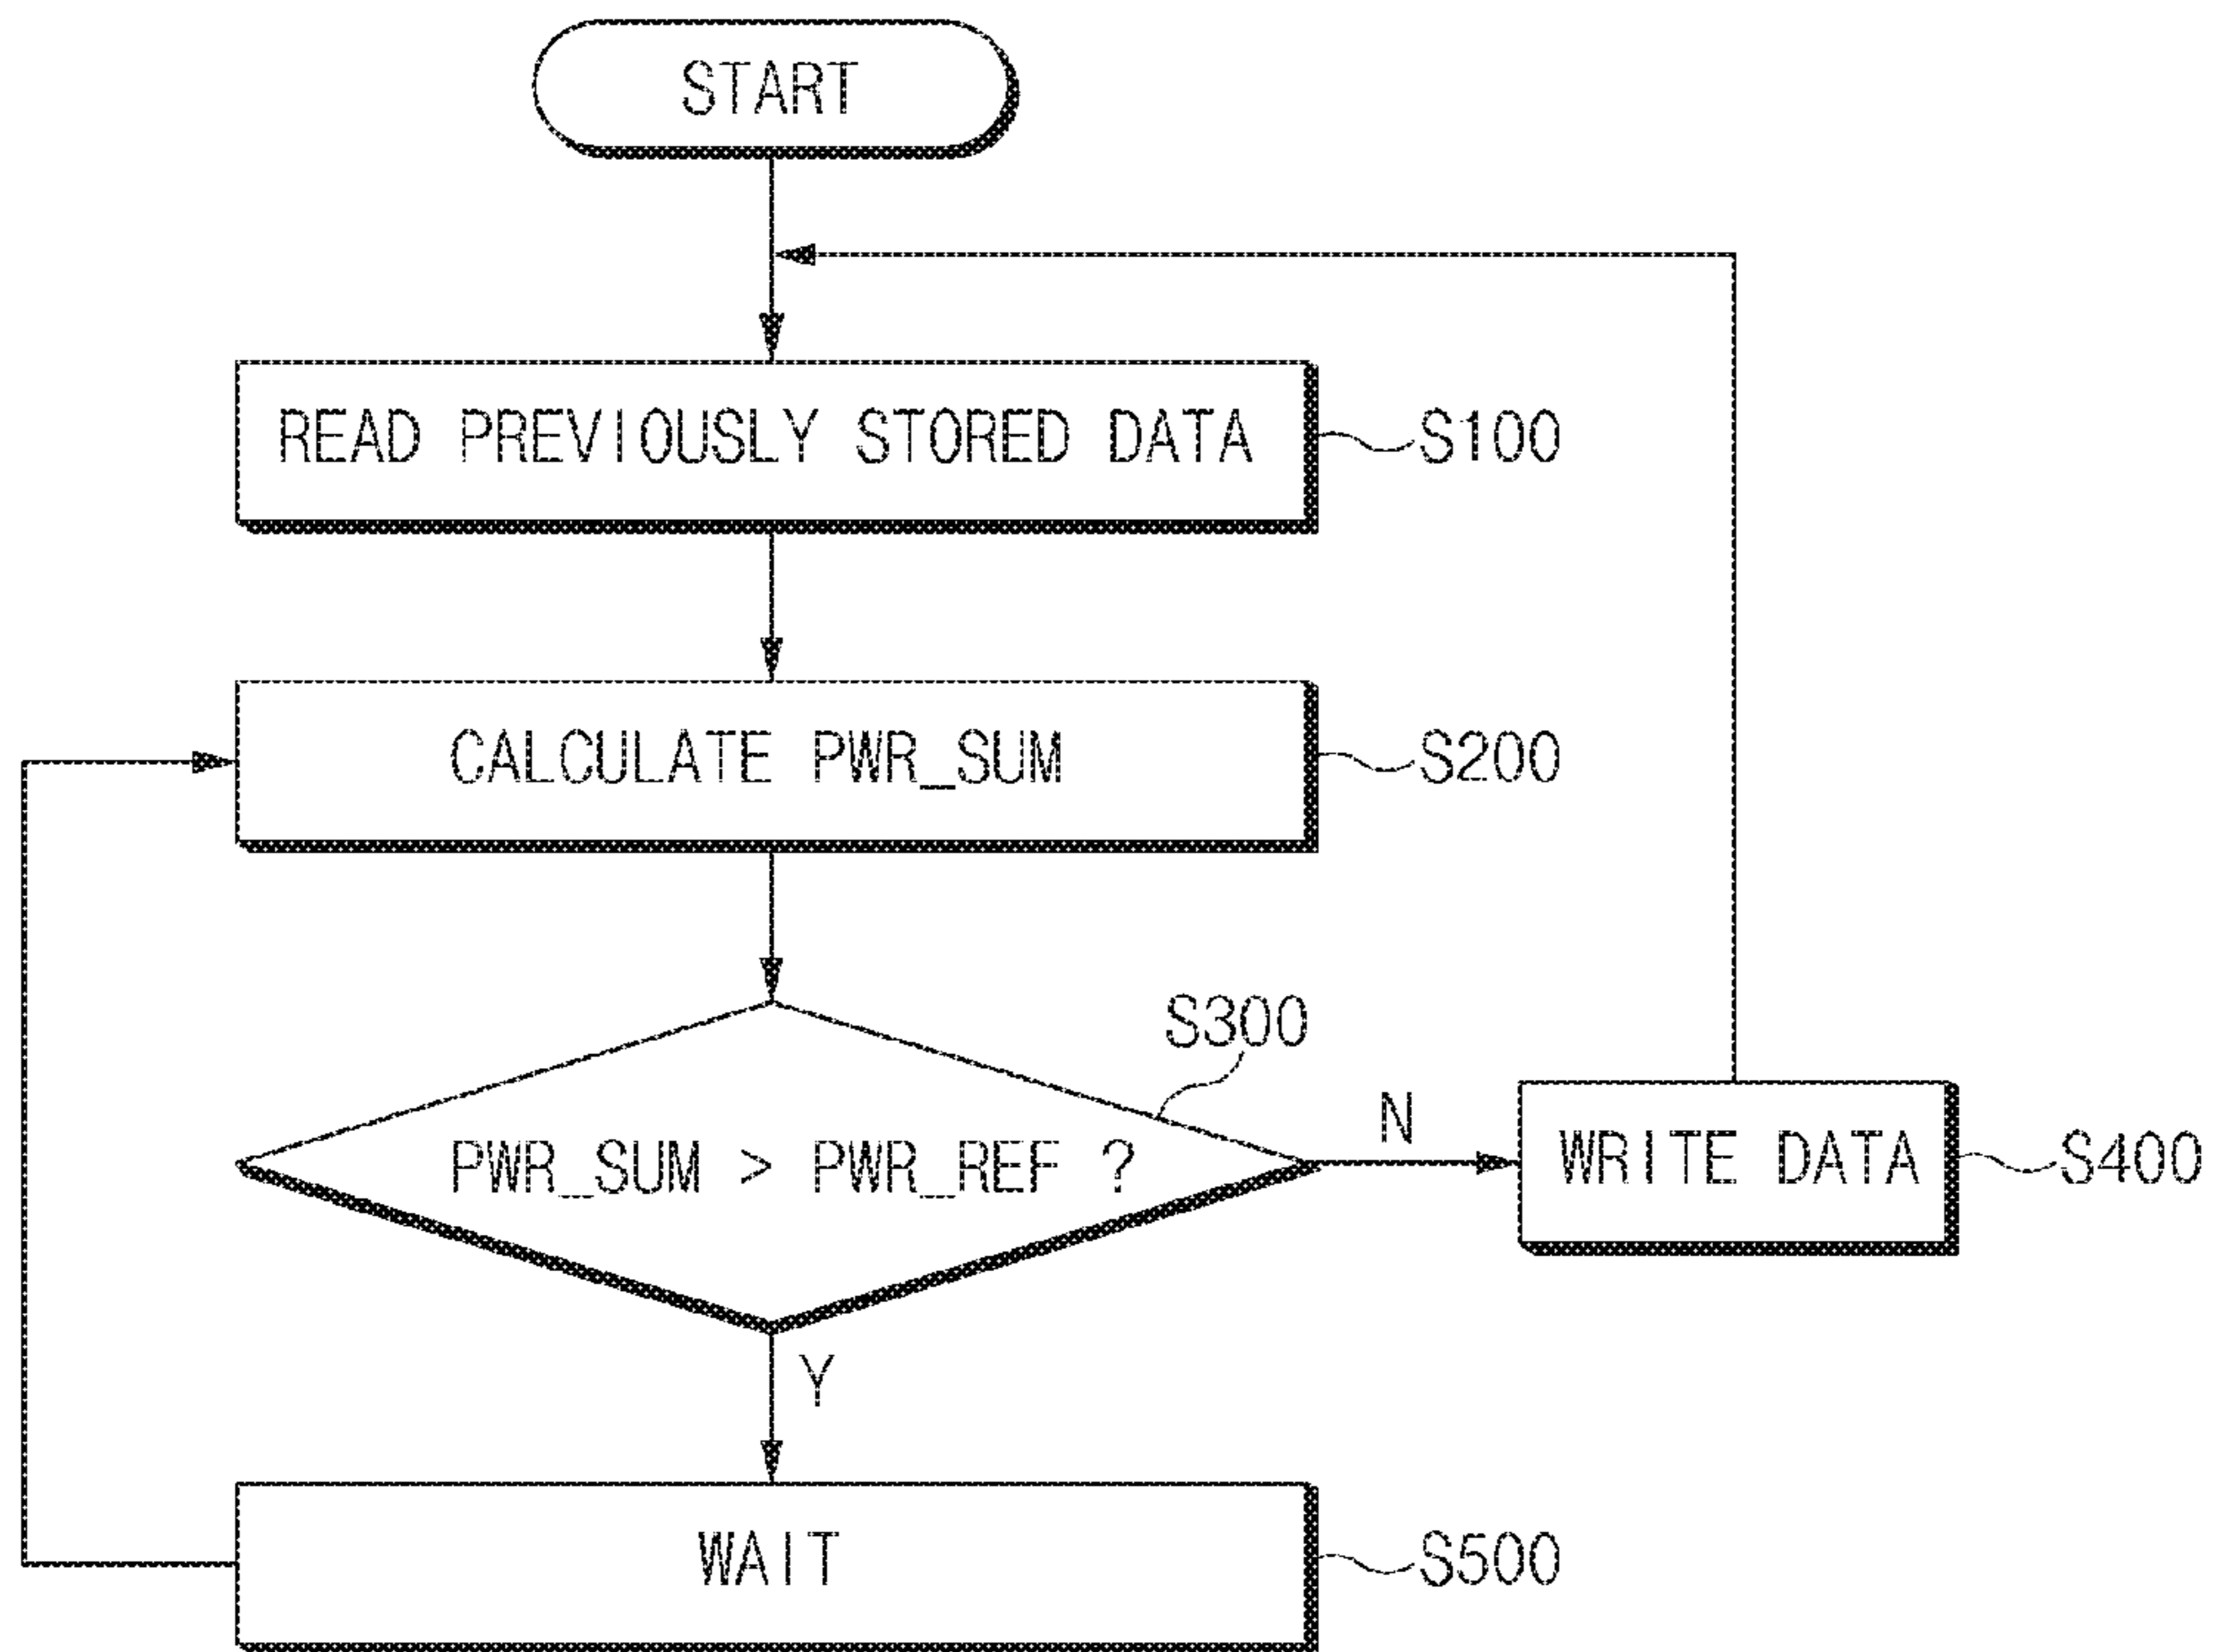 START
READ PREVIOUSLY STORED DATA
S100
CALCULATE PWR_SUM
S200
S300
PWR_SUM > PWR_REF ?
N
WRITE DATA
S400
Y
WAIT
S500